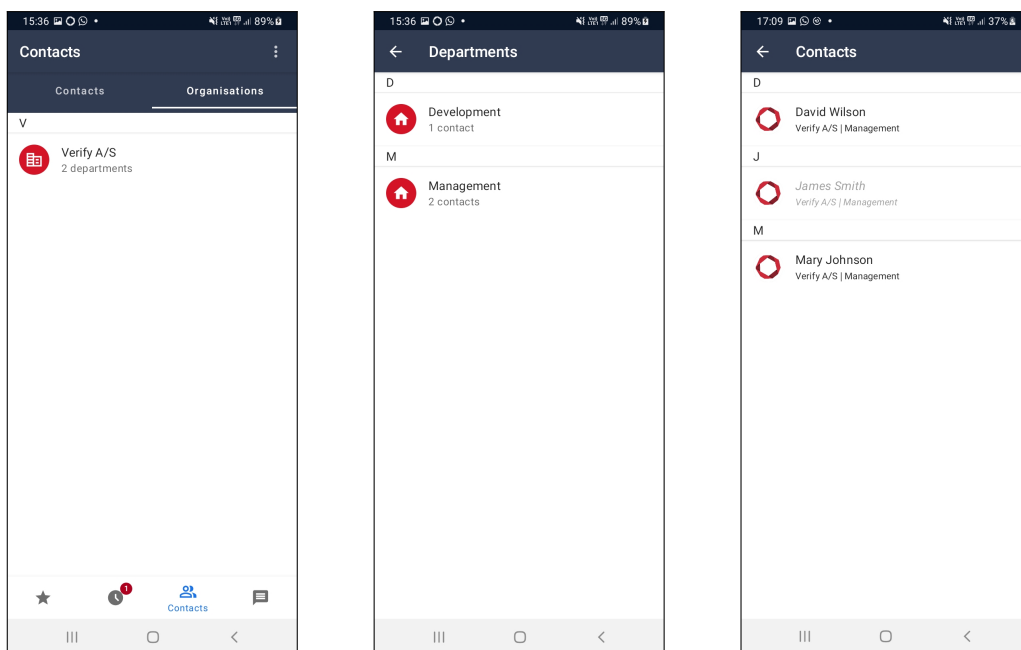 15:36 89%
Contacts
Contacts Organisations
V
Verify A/S
2 departments
1
Contacts
15:36 89%
Departments
D
Development
1 contact
M
Management
2 contacts
17:09 37%
Contacts
D
David Wilson
Verify A/S | Management
J
James Smith
Verify A/S | Management
M
Mary Johnson
Verify A/S | Management